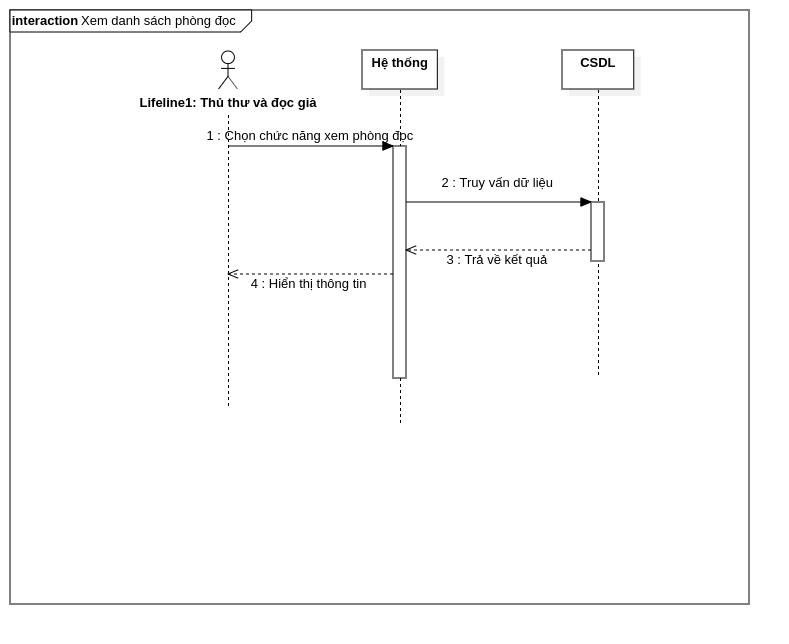 interaction Xem danh sách phòng đọc
Hệ thống
CSDL
Lifeline1: Thủ thư và đọc giả
1 : Chọn chức năng xem phòng đọc
2 : Truy vấn dữ liệu
3 : Trả về kết quả
4 : Hiển thị thông tin